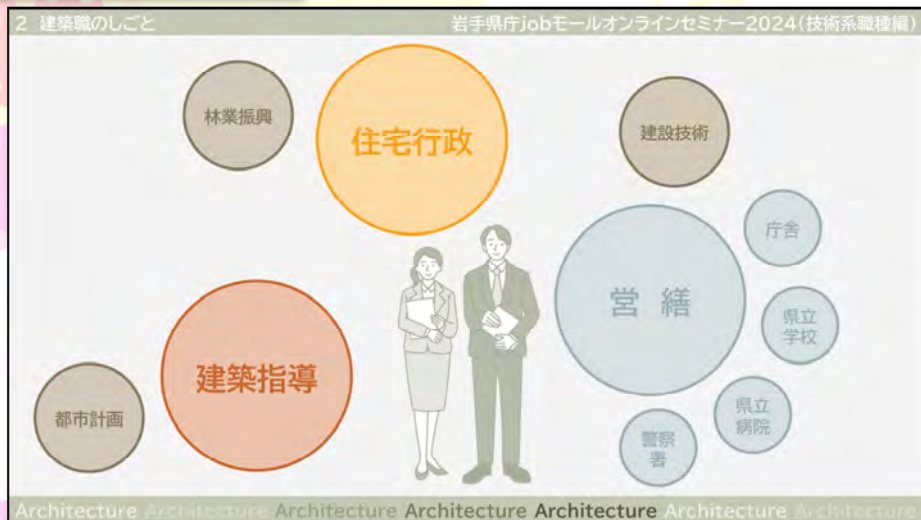 2 建築職のしごと
岩手県庁jobモールオンラインセミナー2024(技術系職種編)
林業振興
住宅行政
建設技術
庁舎
営繕
県立
学校
建築指導
都市計画
県立
病院
警察
署
Architecture Architecture Architecture Architecture Architecture Architecture Architecture